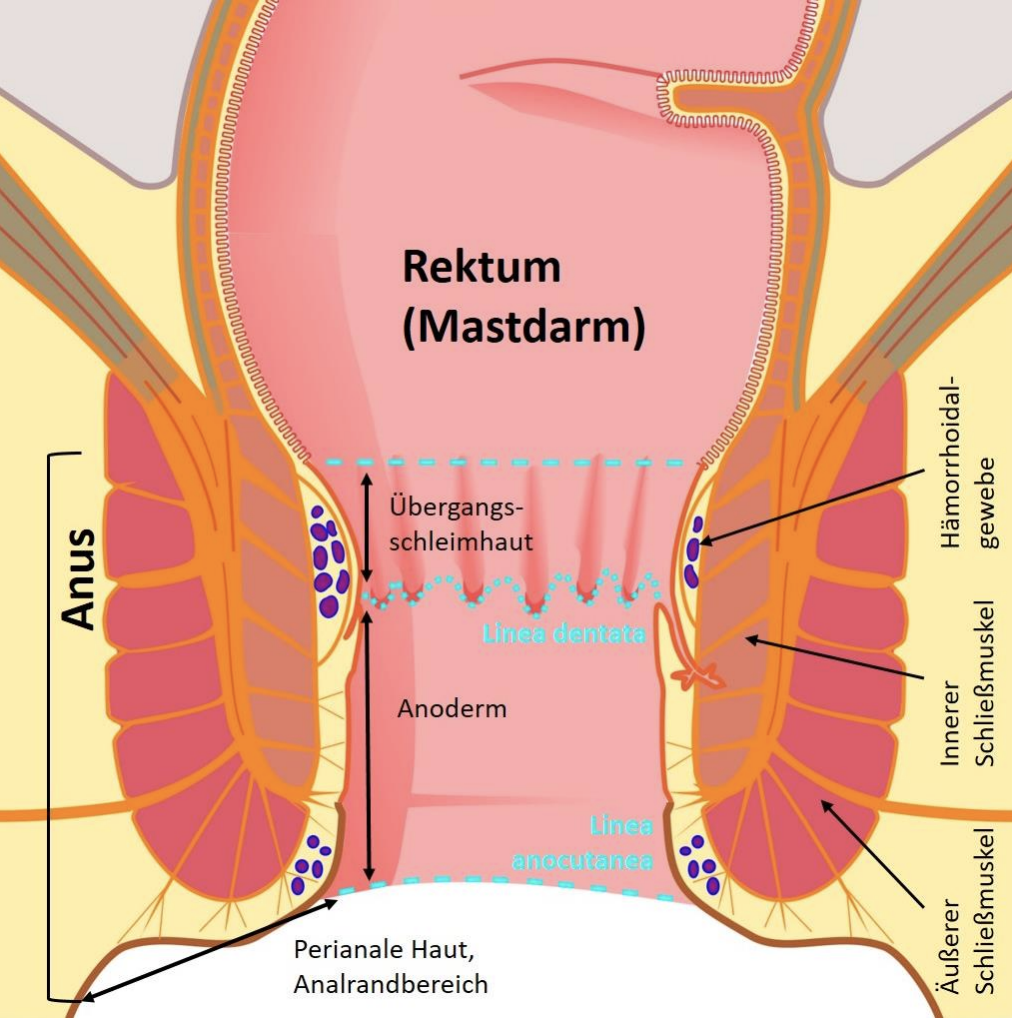 Rektum
(Mastdarm)
Hämorrhoidal-
gewebe
Anus
Übergangs-
schleimhaut
Linea dentata
Innerer
Schließmuskel
Anoderm
Linea
anocutanea
Äußerer
Schließmuskel
Perianale Haut,
Analrandbereich